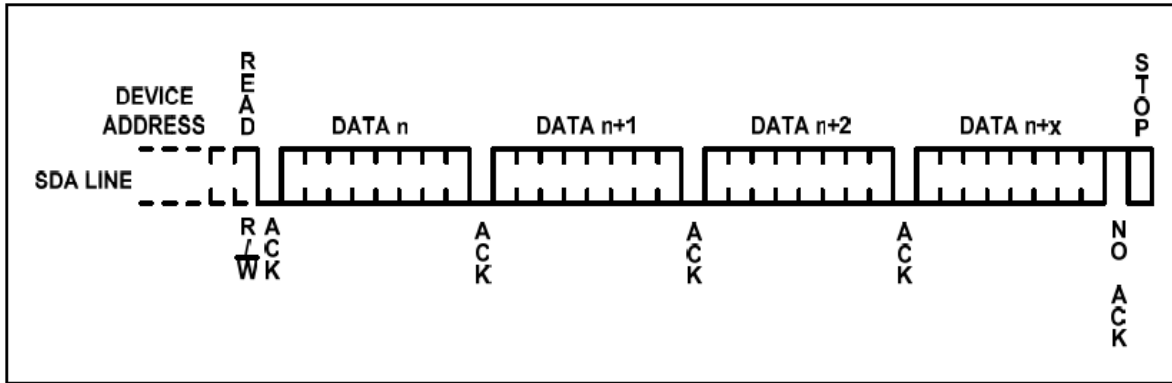 READ
STOP
DEVICE
ADDRESS
DATA n
DATA n+1
DATA n+2
DATA n+x
SDA LINE
R/W
ACK
ACK
ACK
ACK
NO ACK